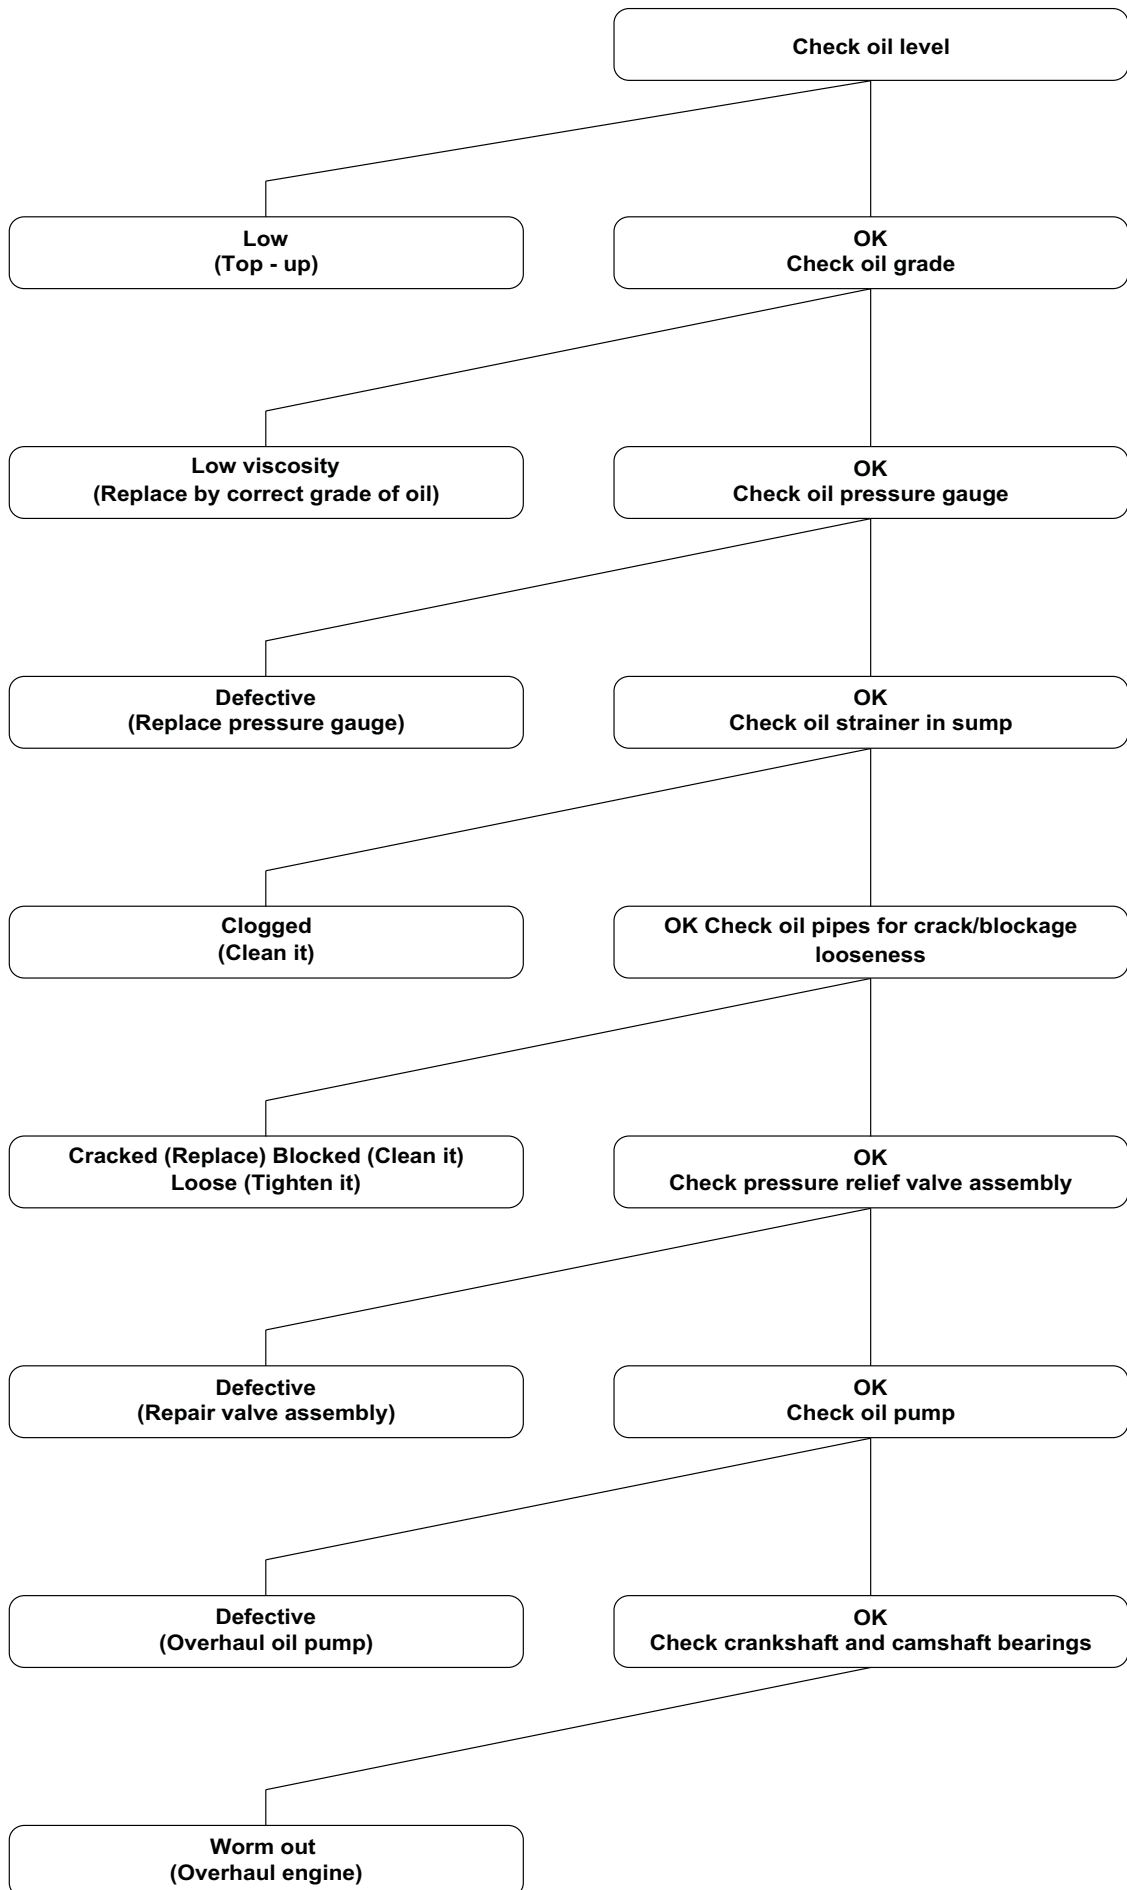 Check oil level
Low
(Top - up)
OK
Check oil grade
Low viscosity
(Replace by correct grade of oil)
OK
Check oil pressure gauge
Defective
(Replace pressure gauge)
OK
Check oil strainer in sump
Clogged
(Clean it)
OK Check oil pipes for crack/blockage
looseness
Cracked (Replace) Blocked (Clean it)
Loose (Tighten it)
OK
Check pressure relief valve assembly
Defective
(Repair valve assembly)
OK
Check oil pump
Defective
(Overhaul oil pump)
OK
Check crankshaft and camshaft bearings
Worm out
(Overhaul engine)